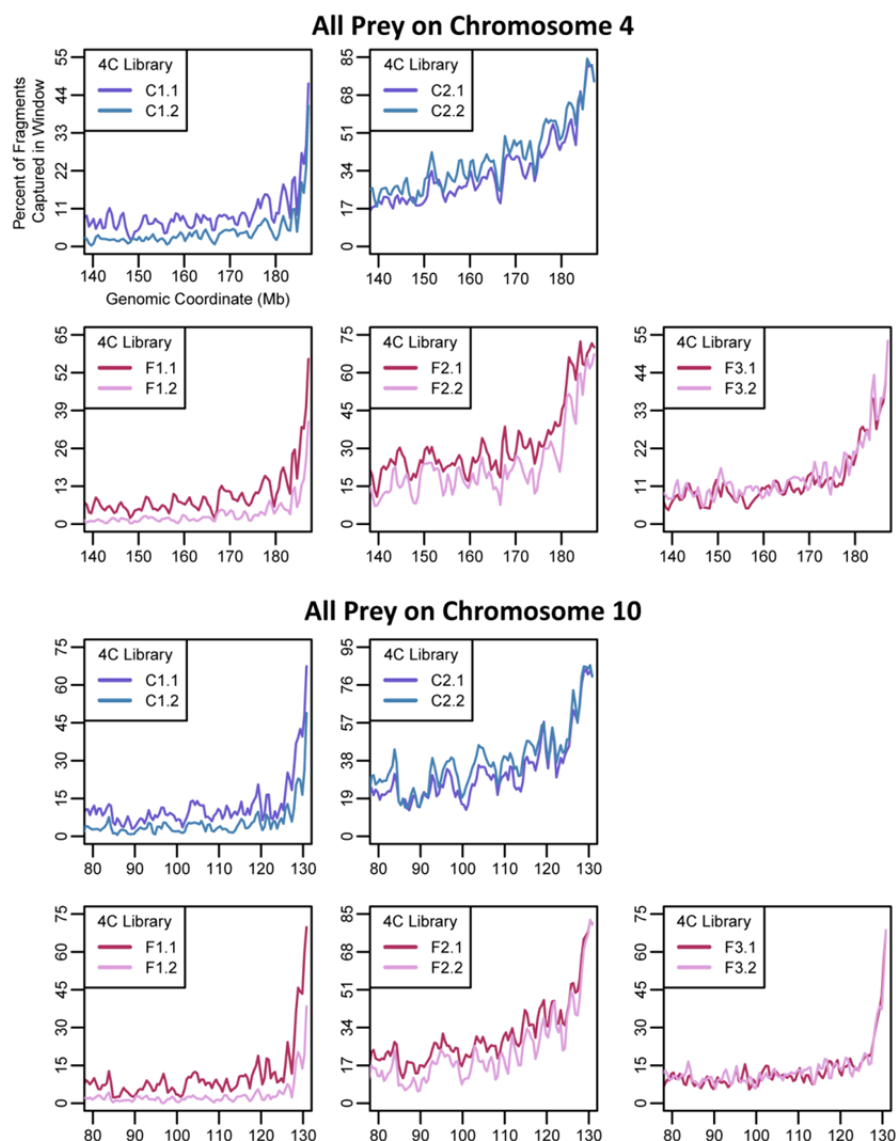 All Prey on Chromosome 4
Percent of Fragments
Captured in Window
55
44
33
22
11
0
4C Library
C1.1
C1.2
140 150 160 170 180
Genomic Coordinate (Mb)
85
68
51
34
17
0
4C Library
C2.1
C2.2
140 150 160 170 180
65
52
39
26
13
0
4C Library
F1.1
F1.2
140 150 160 170 180
75
60
45
30
15
0
4C Library
F2.1
F2.2
140 150 160 170 180
55
44
33
22
11
0
4C Library
F3.1
F3.2
140 150 160 170 180
All Prey on Chromosome 10
75
60
45
30
15
0
4C Library
C1.1
C1.2
80 90 100 110 120 130
95
76
57
38
19
0
4C Library
C2.1
C2.2
80 90 100 110 120 130
75
60
45
30
15
0
4C Library
F1.1
F1.2
80 90 100 110 120 130
85
68
51
34
17
0
4C Library
F2.1
F2.2
80 90 100 110 120 130
75
60
45
30
15
0
4C Library
F3.1
F3.2
80 90 100 110 120 130